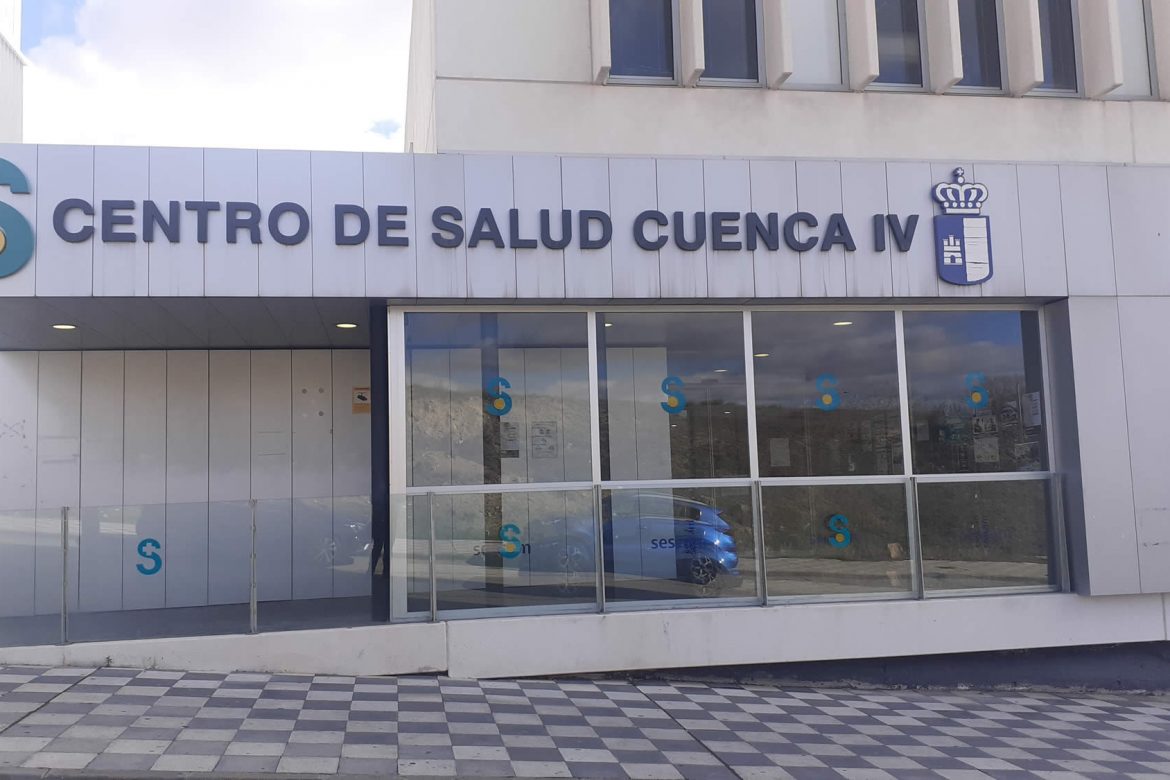 CENTRO DE SALUD CUENCA IV